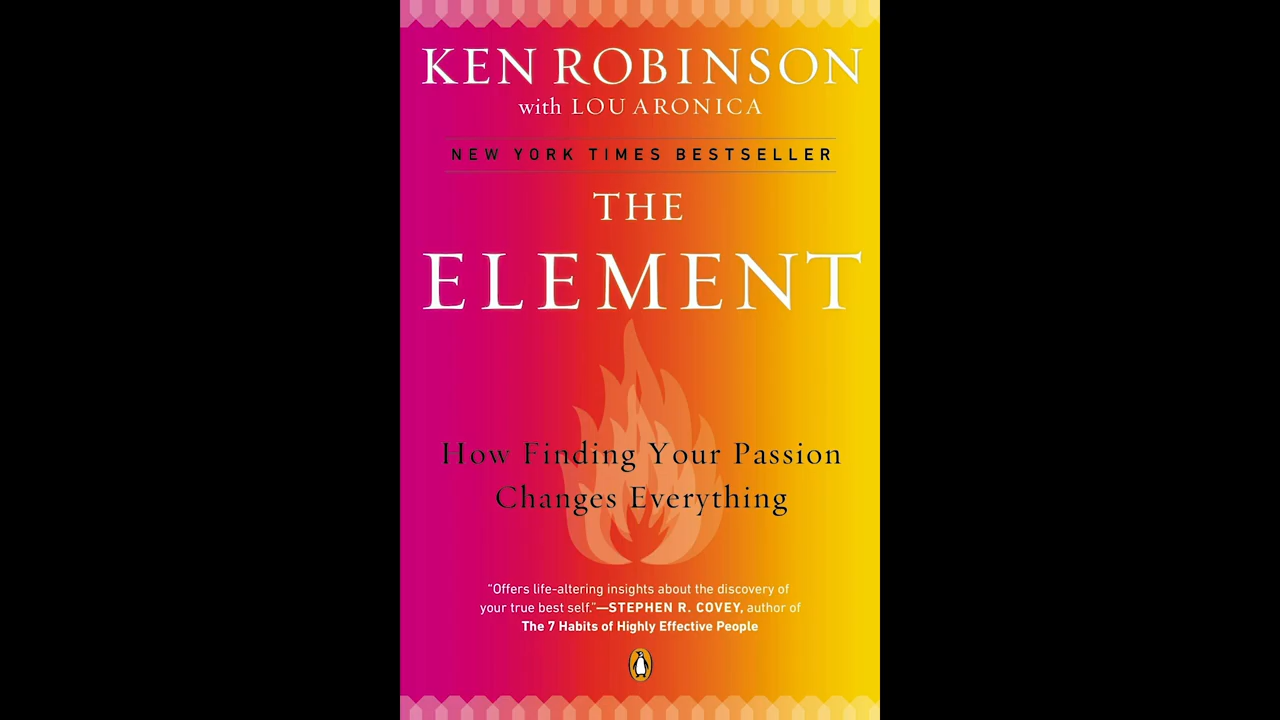 KEN ROBINSON
with LOU ARONICA
NEW YORK TIMES BESTSELLER
THE
ELEMENT
How Finding Your Passion
Changes Everything
“Offers life-altering insights about the discovery of
your true best self.”—STEPHEN R. COVEY, author of
The 7 Habits of Highly Effective People